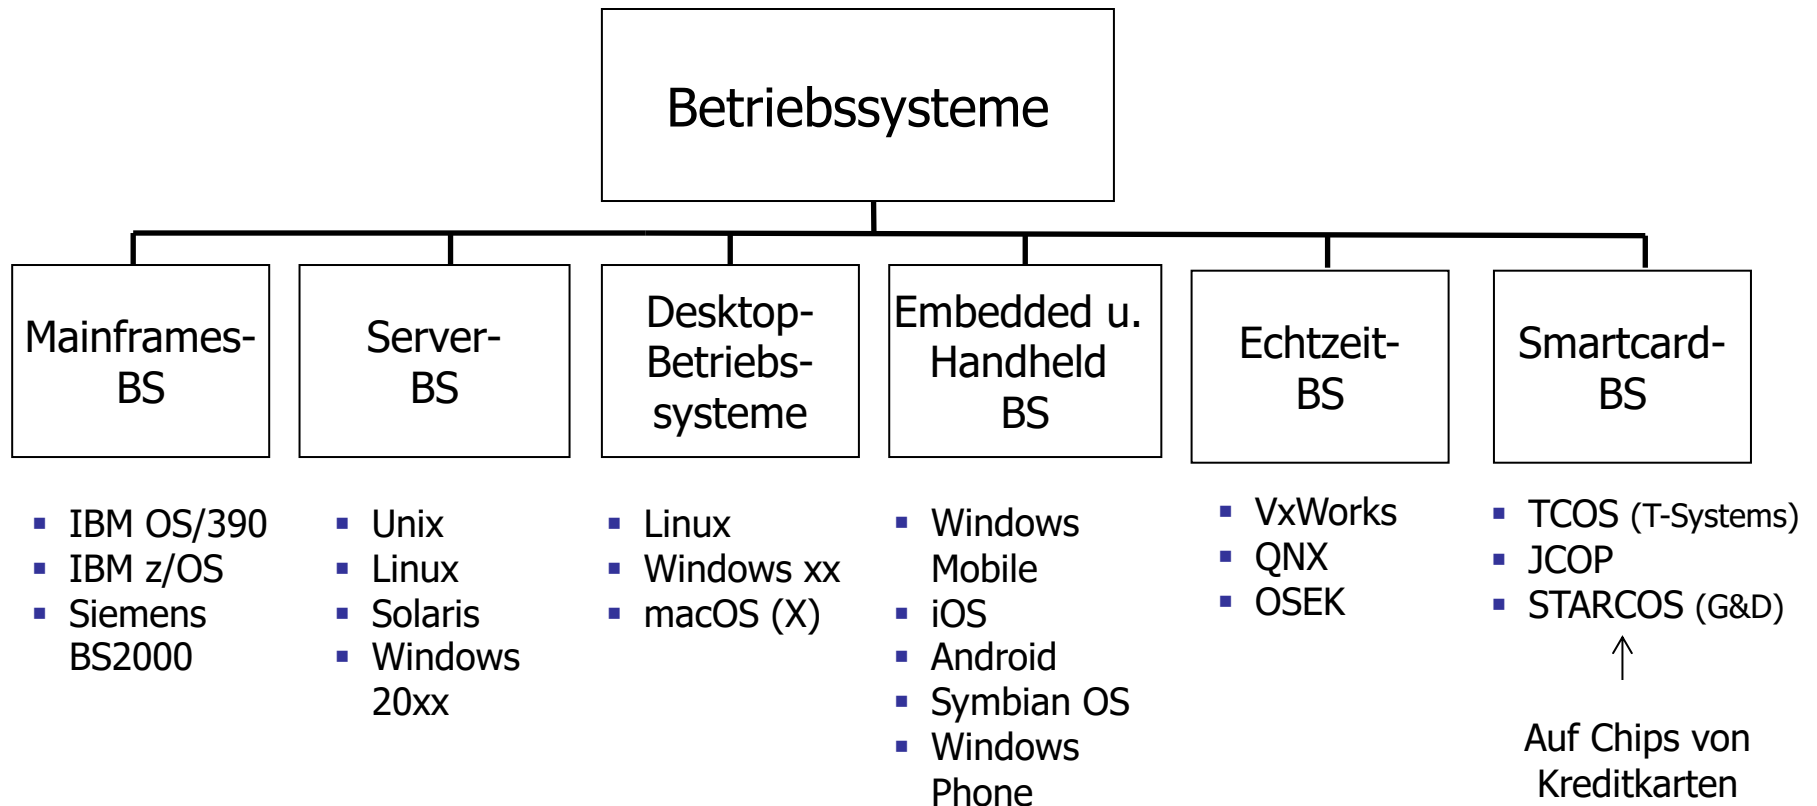 Betriebssysteme
Mainframes-
BS
Server-
BS
Desktop-
Betriebs-
systeme
Embedded u.
Handheld
BS
Echtzeit-
BS
Smartcard-
BS
▪ IBM OS/390
▪ IBM z/OS
▪ Siemens
BS2000
▪ Unix
▪ Linux
▪ Solaris
▪ Windows
20xx
▪ Linux
▪ Windows xx
▪ macOS (X)
▪ Windows
Mobile
▪ iOS
▪ Android
▪ Symbian OS
▪ Windows
Phone
▪ VxWorks
▪ QNX
▪ OSEK
▪ TCOS (T-Systems)
▪ JCOP
▪ STARCOS (G&D)
Auf Chips von
Kreditkarten